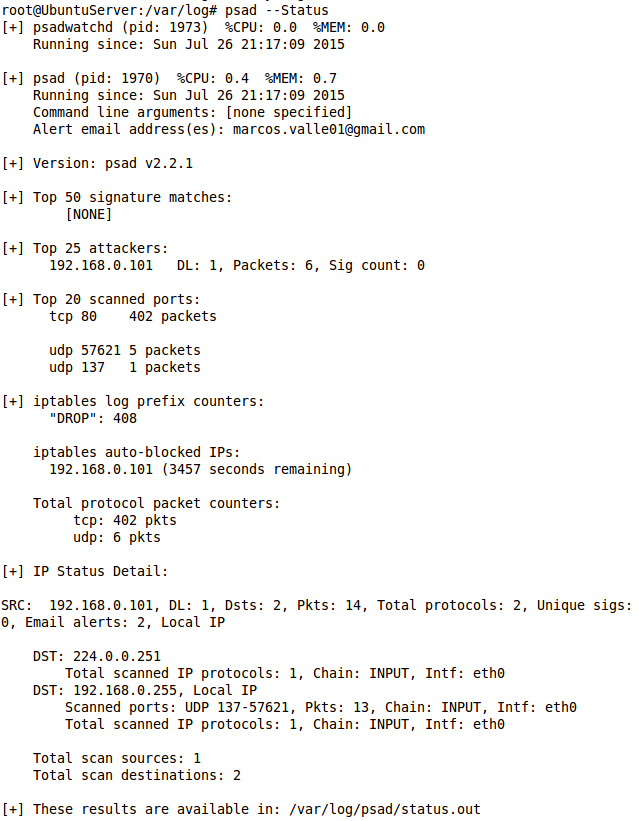 root@UbuntuServer:/var/log# psad --Status
[+] psadwatchd (pid: 1973)  %CPU: 0.0  %MEM: 0.0
    Running since: Sun Jul 26 21:17:09 2015

[+] psad (pid: 1970)  %CPU: 0.4  %MEM: 0.7
    Running since: Sun Jul 26 21:17:09 2015
    Command line arguments: [none specified]
    Alert email address(es): marcos.valle01@gmail.com

[+] Version: psad v2.2.1

[+] Top 50 signature matches:
        [NONE]

[+] Top 25 attackers:
      192.168.0.101   DL: 1, Packets: 6, Sig count: 0

[+] Top 20 scanned ports:
      tcp 80    402 packets

      udp 57621 5 packets
      udp 137   1 packets

[+] iptables log prefix counters:
      "DROP": 408

    iptables auto-blocked IPs:
      192.168.0.101 (3457 seconds remaining)

    Total protocol packet counters:
         tcp: 402 pkts
         udp: 6 pkts

[+] IP Status Detail:

SRC:  192.168.0.101, DL: 1, Dsts: 2, Pkts: 14, Total protocols: 2, Unique sigs:
0, Email alerts: 2, Local IP

    DST: 224.0.0.251
        Total scanned IP protocols: 1, Chain: INPUT, Intf: eth0
    DST: 192.168.0.255, Local IP
        Scanned ports: UDP 137-57621, Pkts: 13, Chain: INPUT, Intf: eth0
        Total scanned IP protocols: 1, Chain: INPUT, Intf: eth0

    Total scan sources: 1
    Total scan destinations: 2

[+] These results are available in: /var/log/psad/status.out